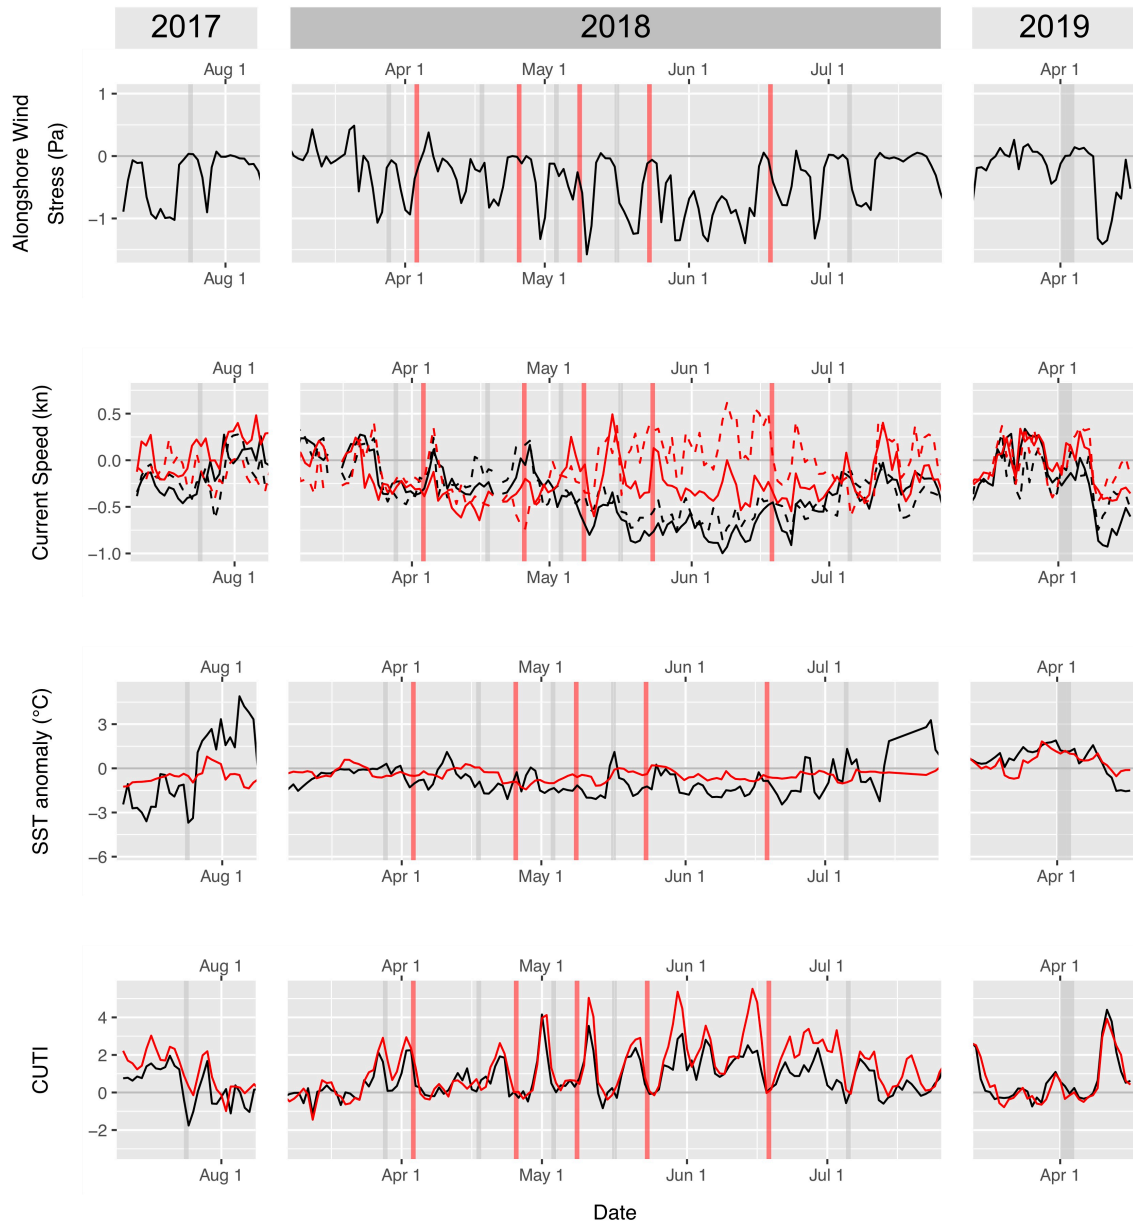 2017 2018 2019
Aug 1 Apr 1 May 1 Jun 1 Jul 1 Apr 1
Alongshore Wind
Stress (Pa)
1
0
−1
Aug 1 Apr 1 May 1 Jun 1 Jul 1 Apr 1
Aug 1 Apr 1 May 1 Jun 1 Jul 1 Apr 1
Current Speed (kn)
0.5
0.0
−0.5
−1.0
Aug 1 Apr 1 May 1 Jun 1 Jul 1 Apr 1
Aug 1 Apr 1 May 1 Jun 1 Jul 1 Apr 1
SST anomaly (°C)
3
0
−3
−6
Aug 1 Apr 1 May 1 Jun 1 Jul 1 Apr 1
Aug 1 Apr 1 May 1 Jun 1 Jul 1 Apr 1
CUTI
4
2
0
−2
Aug 1 Apr 1 May 1 Jun 1 Jul 1 Apr 1
Date